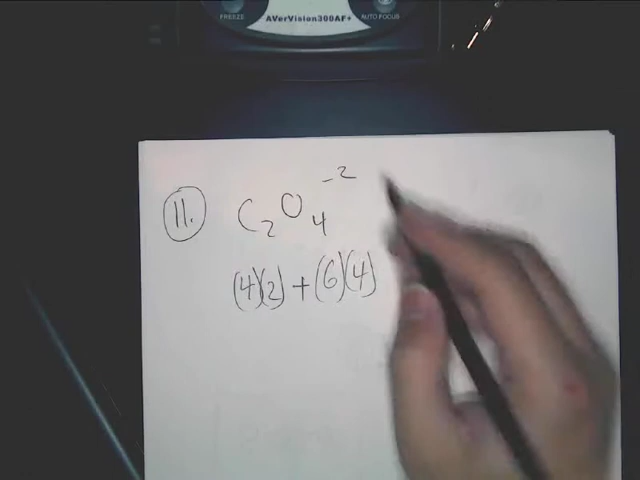 FREEZE
AVerVision300AF+
AUTO FOCUS
11. C₂O₄⁻²
(4)(2) + (6)(4)